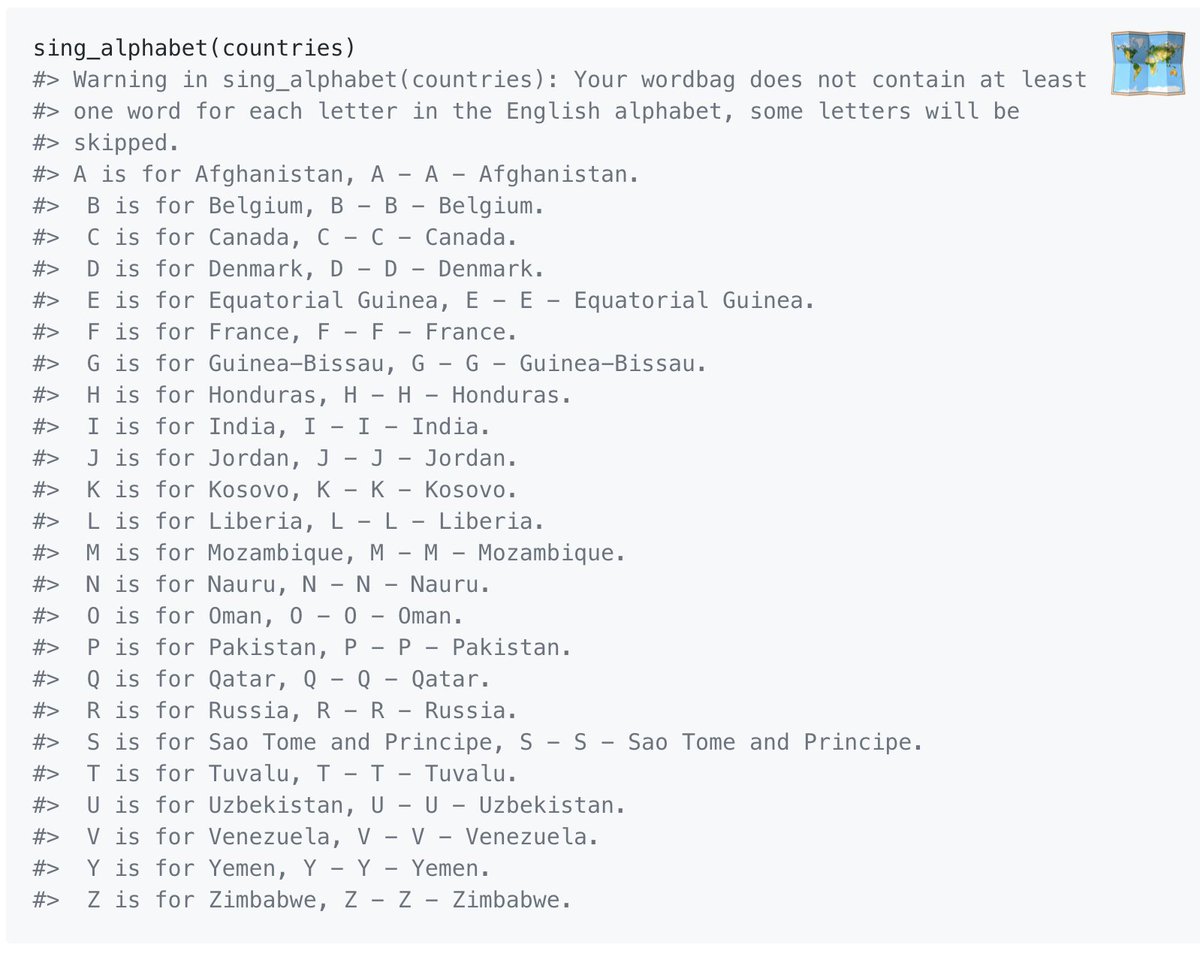 sing_alphabet(countries)
#> Warning in sing_alphabet(countries): Your wordbag does not contain at least
#> one word for each letter in the English alphabet, some letters will be
#> skipped.
#> A is for Afghanistan, A – A – Afghanistan.
#>  B is for Belgium, B – B – Belgium.
#>  C is for Canada, C – C – Canada.
#>  D is for Denmark, D – D – Denmark.
#>  E is for Equatorial Guinea, E – E – Equatorial Guinea.
#>  F is for France, F – F – France.
#>  G is for Guinea-Bissau, G – G – Guinea-Bissau.
#>  H is for Honduras, H – H – Honduras.
#>  I is for India, I – I – India.
#>  J is for Jordan, J – J – Jordan.
#>  K is for Kosovo, K – K – Kosovo.
#>  L is for Liberia, L – L – Liberia.
#>  M is for Mozambique, M – M – Mozambique.
#>  N is for Nauru, N – N – Nauru.
#>  O is for Oman, O – O – Oman.
#>  P is for Pakistan, P – P – Pakistan.
#>  Q is for Qatar, Q – Q – Qatar.
#>  R is for Russia, R – R – Russia.
#>  S is for Sao Tome and Principe, S – S – Sao Tome and Principe.
#>  T is for Tuvalu, T – T – Tuvalu.
#>  U is for Uzbekistan, U – U – Uzbekistan.
#>  V is for Venezuela, V – V – Venezuela.
#>  Y is for Yemen, Y – Y – Yemen.
#>  Z is for Zimbabwe, Z – Z – Zimbabwe.